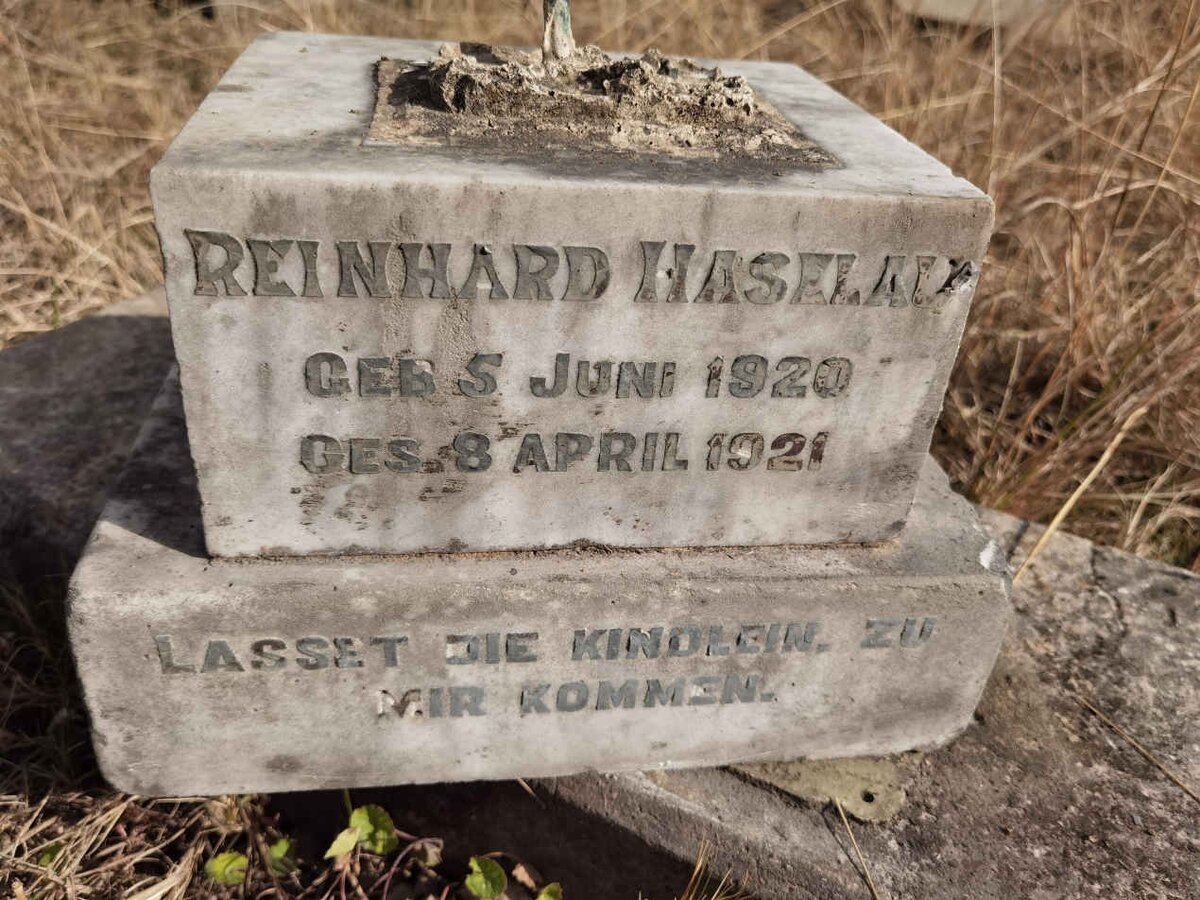 REINHARD HASELAU
GEB 5 JUNI 1920
GES. 8 APRIL 1921
LASSET DIE KINDLEIN. ZU
MIR KOMMEN.